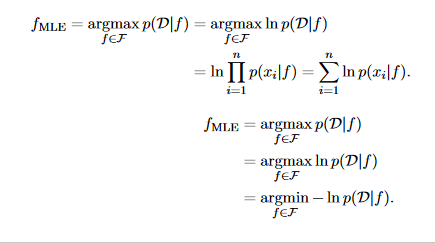 f_MLE = argmax_{f∈𝓕} p(𝒟|f) = argmax_{f∈𝓕} ln p(𝒟|f)
= ln ∏_{i=1}^{n} p(x_i|f) = ∑_{i=1}^{n} ln p(x_i|f).
f_MLE = argmax_{f∈𝓕} p(𝒟|f)
= argmax_{f∈𝓕} ln p(𝒟|f)
= argmin_{f∈𝓕} − ln p(𝒟|f).